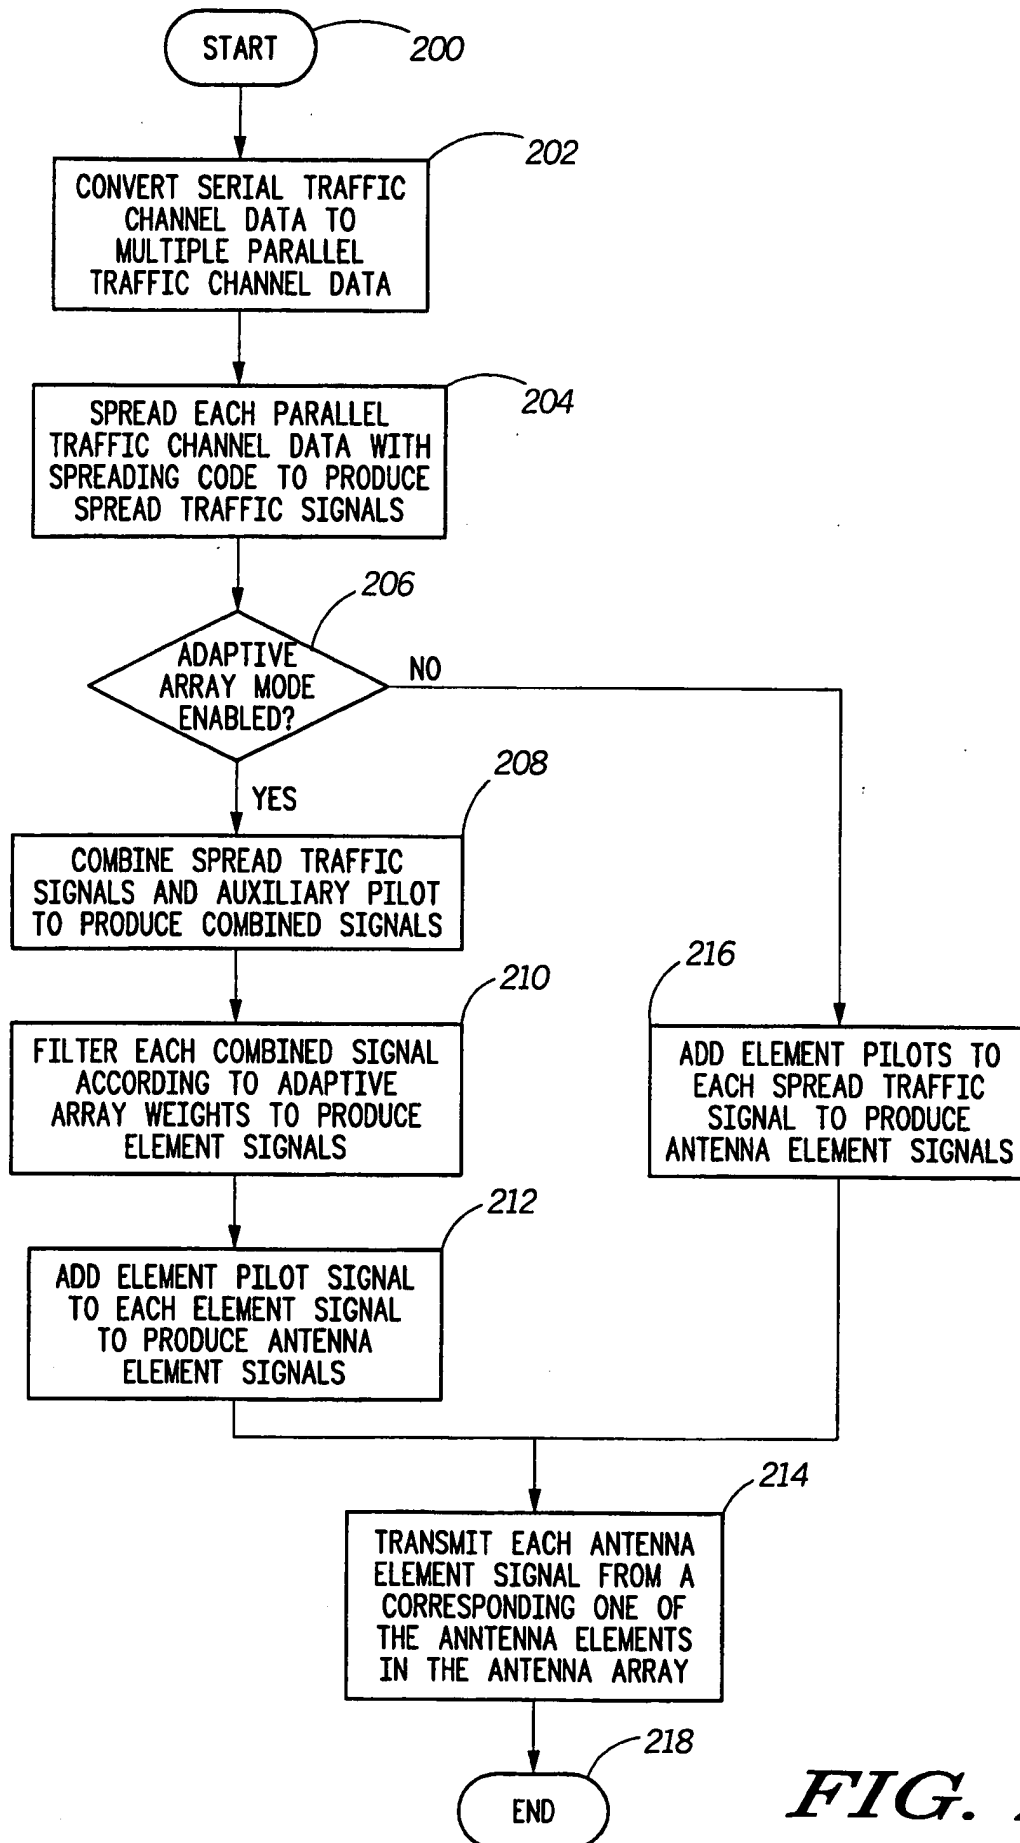 START
200
202
CONVERT SERIAL TRAFFIC
CHANNEL DATA TO
MULTIPLE PARALLEL
TRAFFIC CHANNEL DATA
204
SPREAD EACH PARALLEL
TRAFFIC CHANNEL DATA WITH
SPREADING CODE TO PRODUCE
SPREAD TRAFFIC SIGNALS
206
ADAPTIVE
ARRAY MODE
ENABLED?
NO
YES
208
COMBINE SPREAD TRAFFIC
SIGNALS AND AUXILIARY PILOT
TO PRODUCE COMBINED SIGNALS
210
FILTER EACH COMBINED SIGNAL
ACCORDING TO ADAPTIVE
ARRAY WEIGHTS TO PRODUCE
ELEMENT SIGNALS
216
ADD ELEMENT PILOTS TO
EACH SPREAD TRAFFIC
SIGNAL TO PRODUCE
ANTENNA ELEMENT SIGNALS
212
ADD ELEMENT PILOT SIGNAL
TO EACH ELEMENT SIGNAL
TO PRODUCE ANTENNA
ELEMENT SIGNALS
214
TRANSMIT EACH ANTENNA
ELEMENT SIGNAL FROM A
CORRESPONDING ONE OF
THE ANNTENNA ELEMENTS
IN THE ANTENNA ARRAY
218
END
FIG.